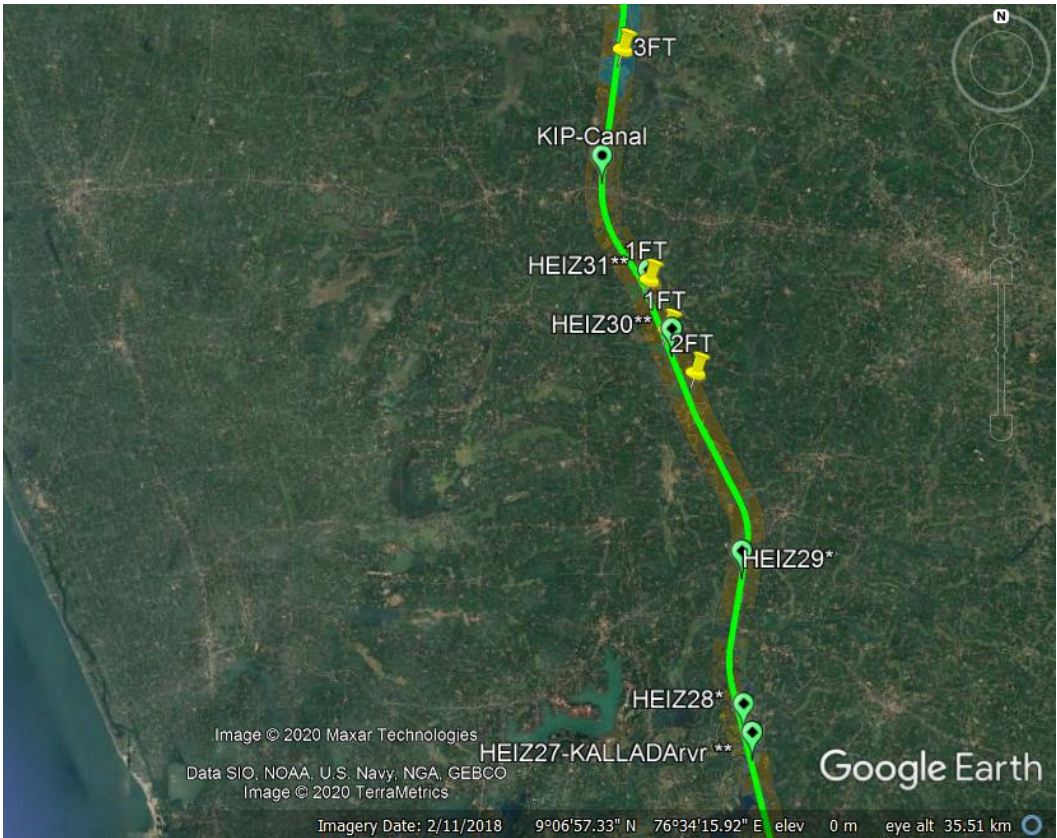 N
3FT
KIP-Canal
1FT
HEIZ31**
1FT
HEIZ30**
2FT
HEIZ29*
HEIZ28*
HEIZ27-KALLADArvr **
Image © 2020 Maxar Technologies
Data SIO, NOAA, U.S. Navy, NGA, GEBCO
Image © 2020 TerraMetrics
Google Earth
Imagery Date: 2/11/2018 9°06'57.33" N 76°34'15.92" E elev 0 m eye alt 35.51 km